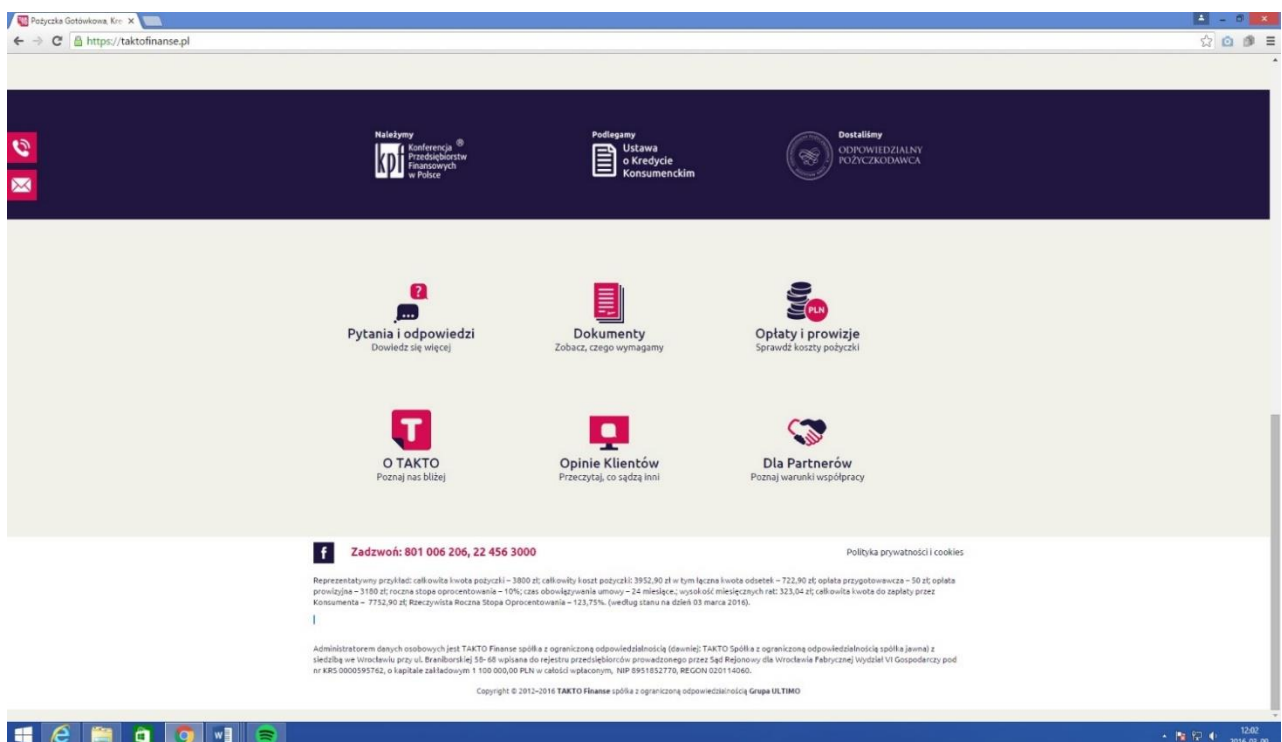 Pożyczka Gotówkowa, Kre
https://taktofinanse.pl
Należymy
kpf
Konferencja ®
Przedsiębiorstw
Finansowych
w Polsce
Podlegamy
Ustawa
o Kredycie
Konsumenckim
Dostaliśmy
ODPOWIEDZIALNY
POŻYCZKODAWCA
?
...
Pytania i odpowiedzi
Dowiedz się więcej
Dokumenty
Zobacz, czego wymagamy
PLN
Opłaty i prowizje
Sprawdź koszty pożyczki
T
O TAKTO
Poznaj nas bliżej
Opinie Klientów
Przeczytaj, co sądzą inni
Dla Partnerów
Poznaj warunki współpracy
f
Zadzwoń: 801 006 206, 22 456 3000
Polityka prywatności i cookies
Reprezentatywny przykład: całkowita kwota pożyczki – 3800 zł; całkowity koszt pożyczki: 3952,90 zł w tym łączna kwota odsetek – 722,90 zł; opłata przygotowawcza – 50 zł; opłata
prowizyjna – 3180 zł; roczna stopa oprocentowania – 10%; czas obowiązywania umowy – 24 miesiące.; wysokość miesięcznych rat: 323,04 zł; całkowita kwota do zapłaty przez
Konsumenta – 7752,90 zł; Rzeczywista Roczna Stopa Oprocentowania – 123,75%. (według stanu na dzień 03 marca 2016).
Administratorem danych osobowych jest TAKTO Finanse spółka z ograniczoną odpowiedzialnością (dawniej: TAKTO Spółka z ograniczoną odpowiedzialnością spółka jawna) z
siedzibą we Wrocławiu przy ul. Braniborskiej 58- 68 wpisana do rejestru przedsiębiorców prowadzonego przez Sąd Rejonowy dla Wrocławia Fabrycznej Wydział VI Gospodarczy pod
nr KRS 0000595762, o kapitale zakładowym 1 100 000,00 PLN w całości wpłaconym, NIP 8951852770, REGON 020114060.
Copyright © 2012–2016 TAKTO Finanse spółka z ograniczoną odpowiedzialnością Grupa ULTIMO
12:02